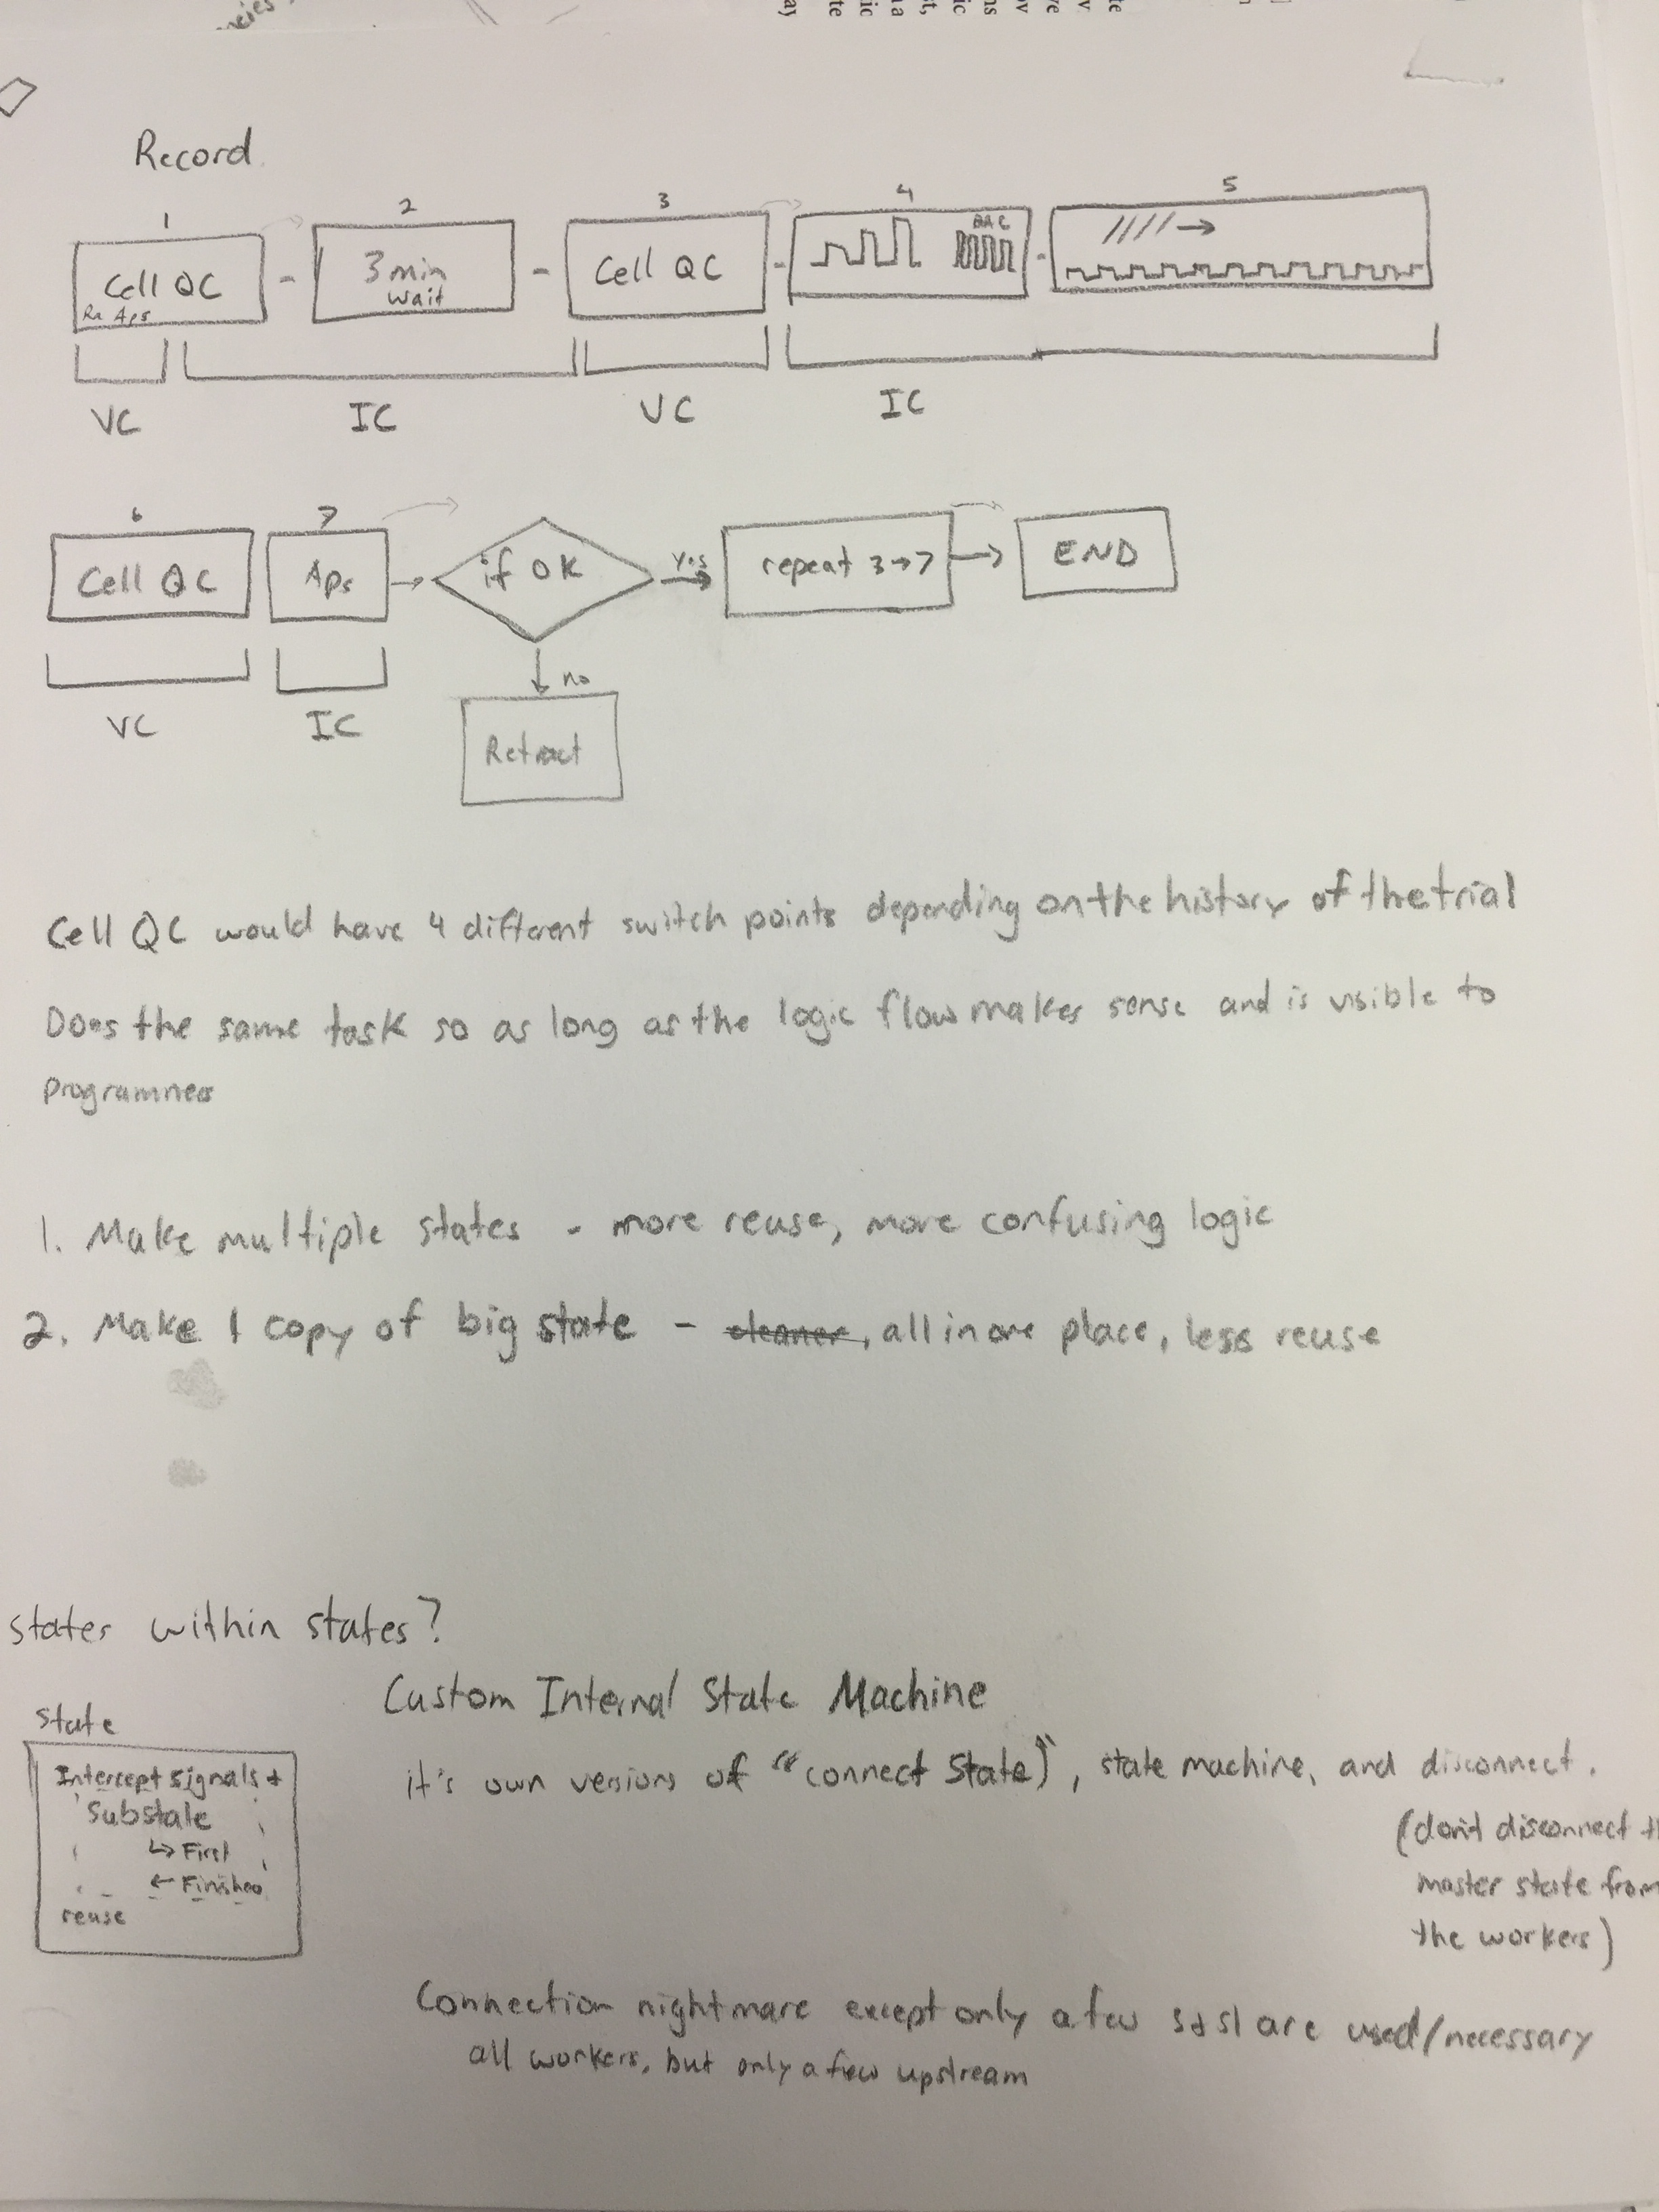 Record
1 2 3 4 5
Cell QC
Ra Aps
3 min
wait
Cell QC
VC IC VC IC
6 7
Cell QC Aps if OK yes repeat 3→7 END
no
VC IC
Retract
Cell QC would have 4 different switch points depending on the history of the trial
Does the same task so as long as the logic flow makes sense and is visible to
1. Make multiple states - more reuse, more confusing logic
2. Make 1 copy of big state - cleaner, all in one place, less reuse
states within states?
Custom Internal State Machine
state
Intercept signals +
Substate
↳ First
← Finished
reuse
it's own versions of "connect state)", state machine, and disconnect.
(don't disconnect
master state from
the workers)
Connection nightmare except only a few s+sl are used/necessary
all workers, but only a few upstream